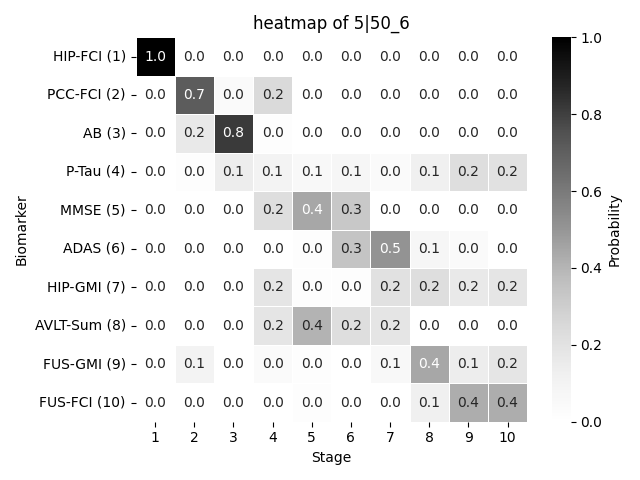 heatmap of 5|50_6
HIP-FCI (1) 1.0 0.0 0.0 0.0 0.0 0.0 0.0 0.0 0.0 0.0
PCC-FCI (2) 0.0 0.7 0.0 0.2 0.0 0.0 0.0 0.0 0.0 0.0
AB (3) 0.0 0.2 0.8 0.0 0.0 0.0 0.0 0.0 0.0 0.0
P-Tau (4) 0.0 0.0 0.1 0.1 0.1 0.1 0.0 0.1 0.2 0.2
MMSE (5) 0.0 0.0 0.0 0.2 0.4 0.3 0.0 0.0 0.0 0.0
ADAS (6) 0.0 0.0 0.0 0.0 0.0 0.3 0.5 0.1 0.0 0.0
HIP-GMI (7) 0.0 0.0 0.0 0.2 0.0 0.0 0.2 0.2 0.2 0.2
AVLT-Sum (8) 0.0 0.0 0.0 0.2 0.4 0.2 0.2 0.0 0.0 0.0
FUS-GMI (9) 0.0 0.1 0.0 0.0 0.0 0.0 0.1 0.4 0.1 0.2
FUS-FCI (10) 0.0 0.0 0.0 0.0 0.0 0.0 0.0 0.1 0.4 0.4
1 2 3 4 5 6 7 8 9 10
Stage
Biomarker
1.0
0.8
0.6
0.4
0.2
0.0
Probability